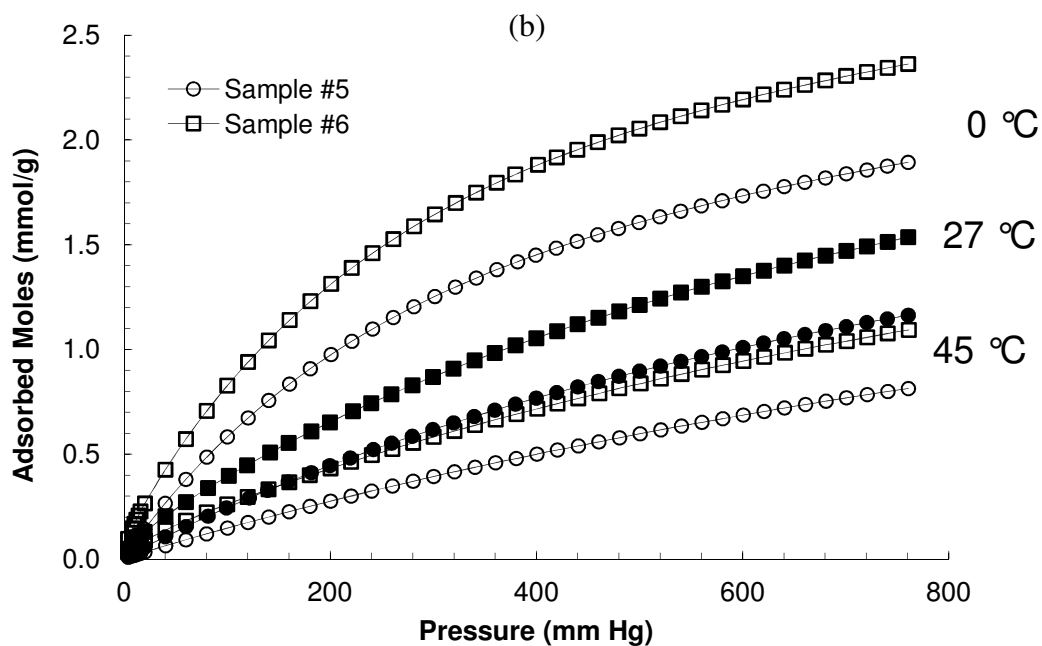 (b)
2.5
2.0
1.5
1.0
0.5
0.0
Adsorbed Moles (mmol/g)
Sample #5
Sample #6
0 °C
27 °C
45 °C
0
200
400
600
800
Pressure (mm Hg)